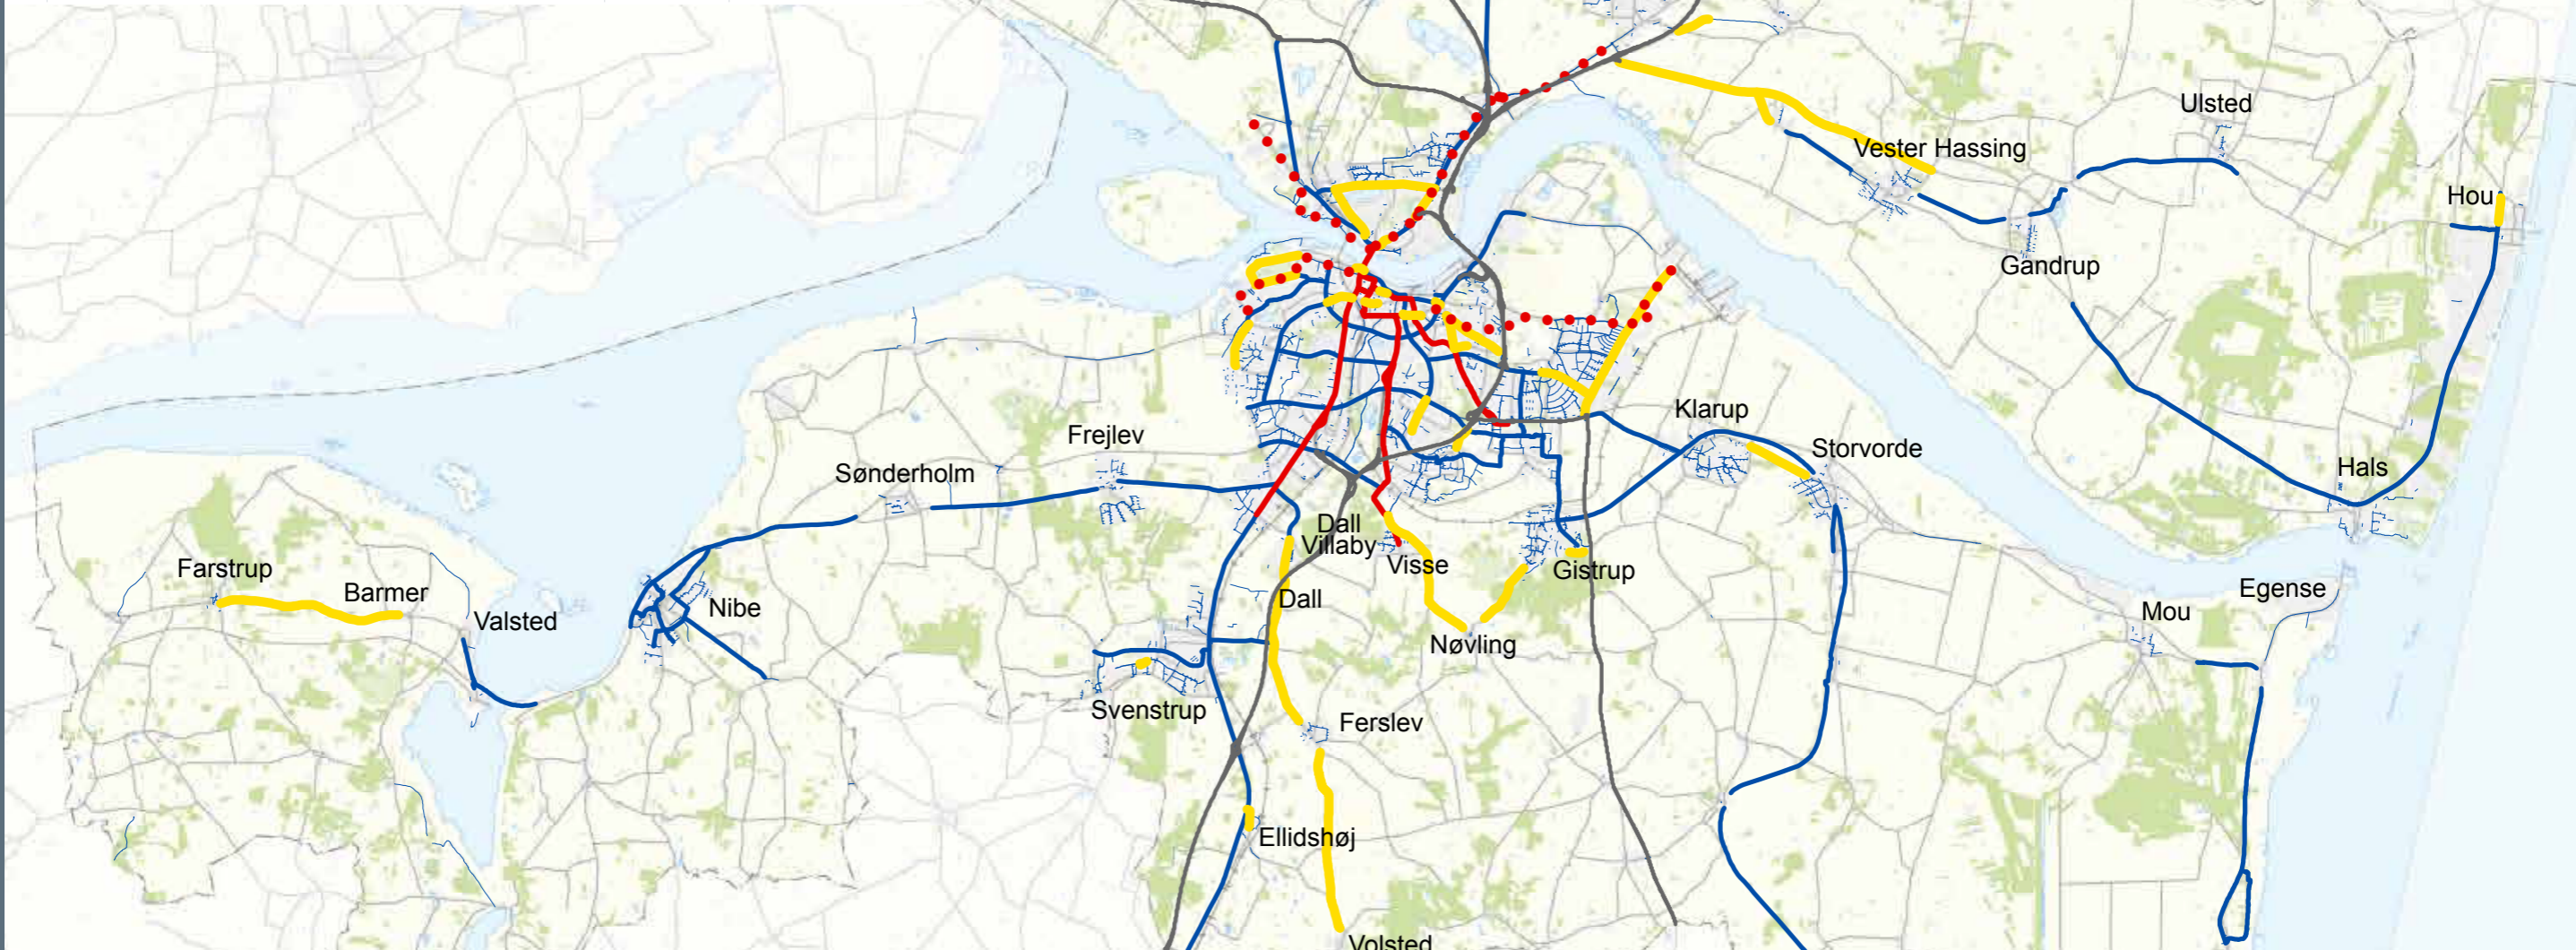 Ulsted
Vester Hassing
Hou
Gandrup
Klarup
Frejlev
Storvorde
Sønderholm
Hals
Dall
Villaby
Visse
Gistrup
Farstrup
Barmer
Egense
Nibe
Dall
Mou
Valsted
Nøvling
Svenstrup
Ferslev
Ellidshøj
Volsted